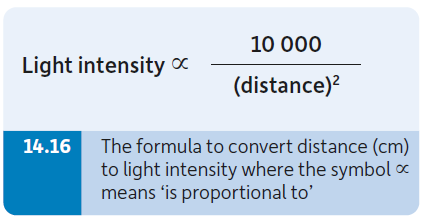 Light intensity ∝ 10 000
(distance)²
14.16 The formula to convert distance (cm)
to light intensity where the symbol ∝
means ‘is proportional to’